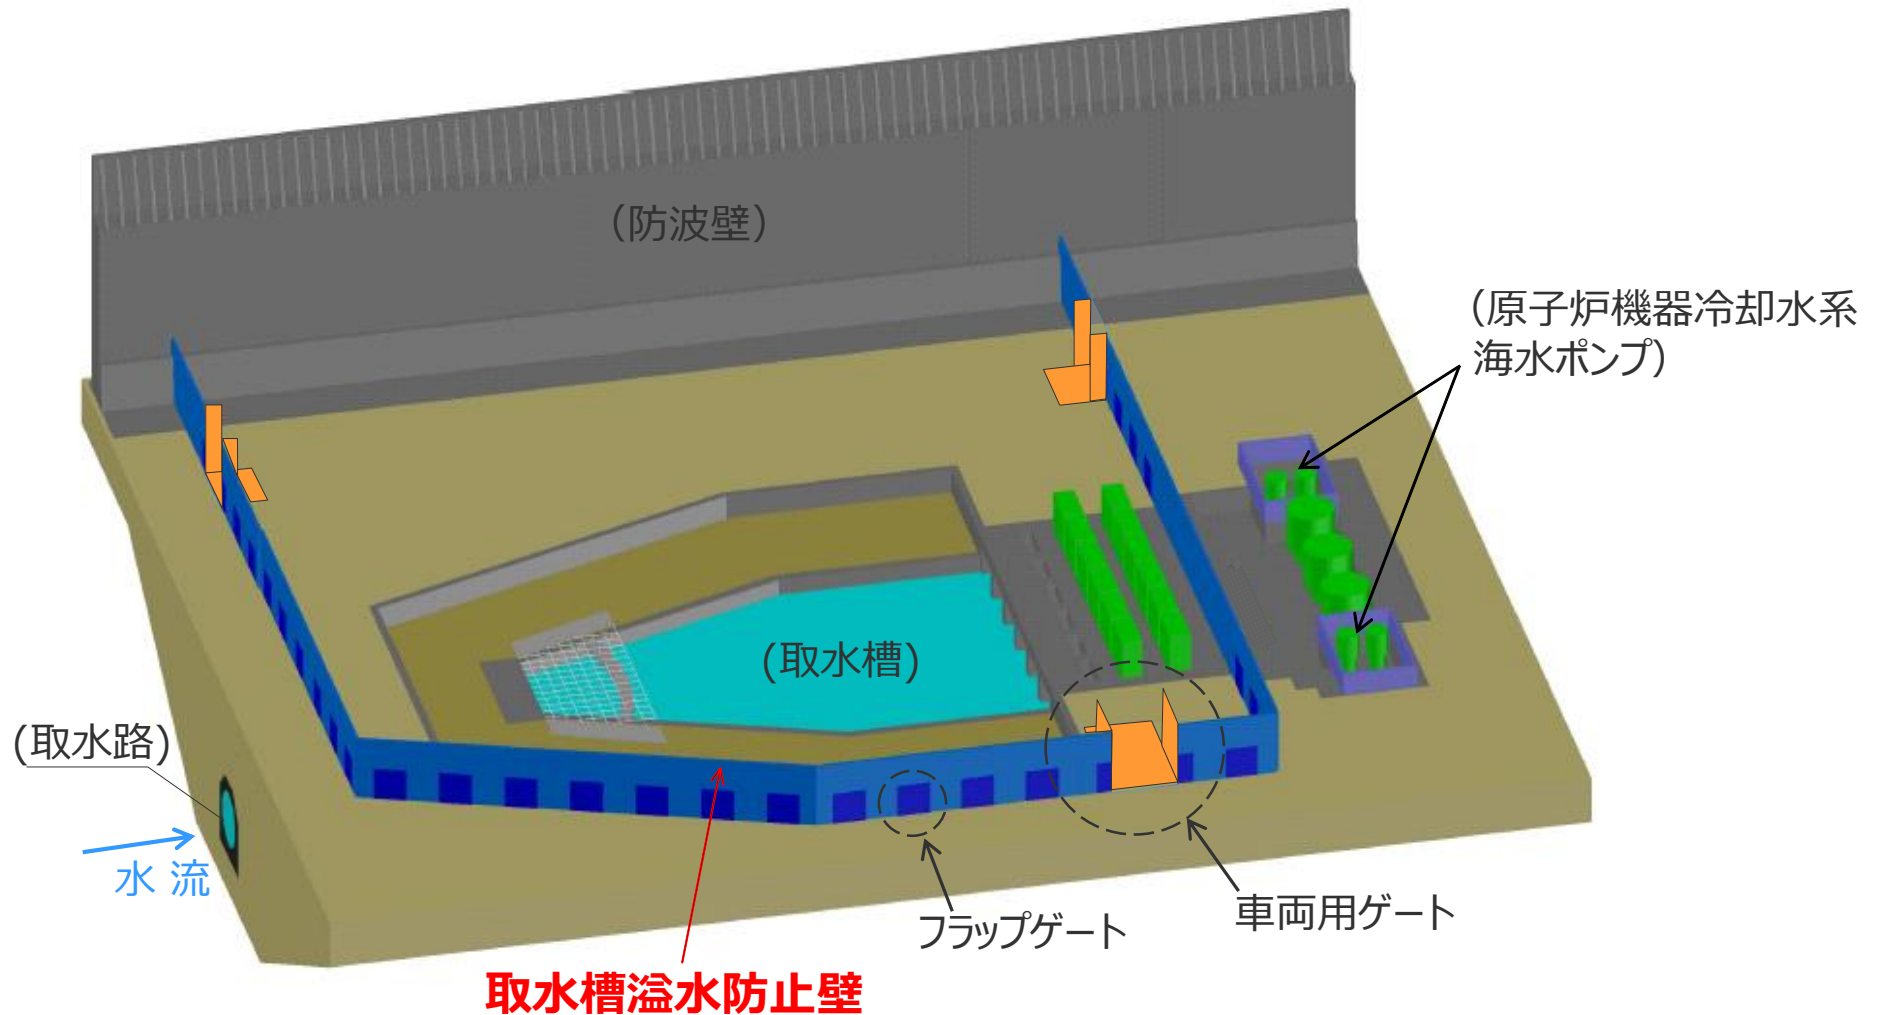 （防波壁）
（原子炉機器冷却水系
海水ポンプ）
(取水槽)
(取水路)
水 流
フラップゲート
車両用ゲート
取水槽溢水防止壁